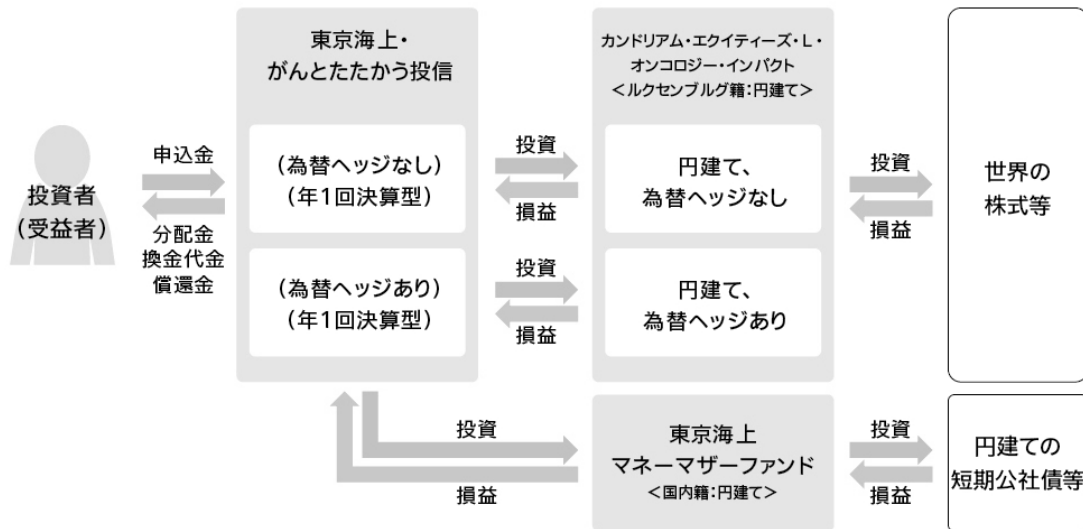 投資者
(受益者)
申込金
分配金
換金代金
償還金
東京海上・
がんとたたかう投信
(為替ヘッジなし)
(年1回決算型)
(為替ヘッジあり)
(年1回決算型)
投資
損益
投資
損益
カンドリアム・エクイティーズ・L・
オンコロジー・インパクト
<ルクセンブルグ籍:円建て>
円建て、
為替ヘッジなし
円建て、
為替ヘッジあり
投資
損益
世界の
株式等
投資
損益
東京海上
マネーマザーファンド
<国内籍:円建て>
投資
損益
円建ての
短期公社債等